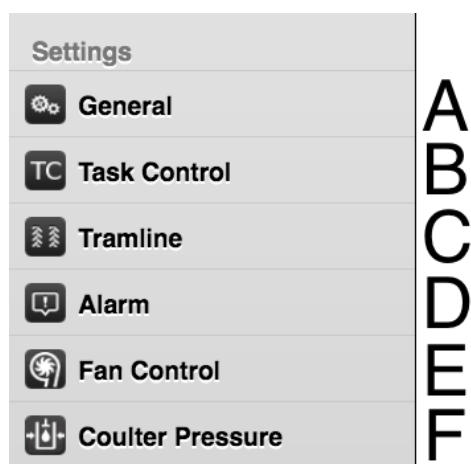 Settings
General A
TC Task Control B
Tramline C
Alarm D
Fan Control E
Coulter Pressure F